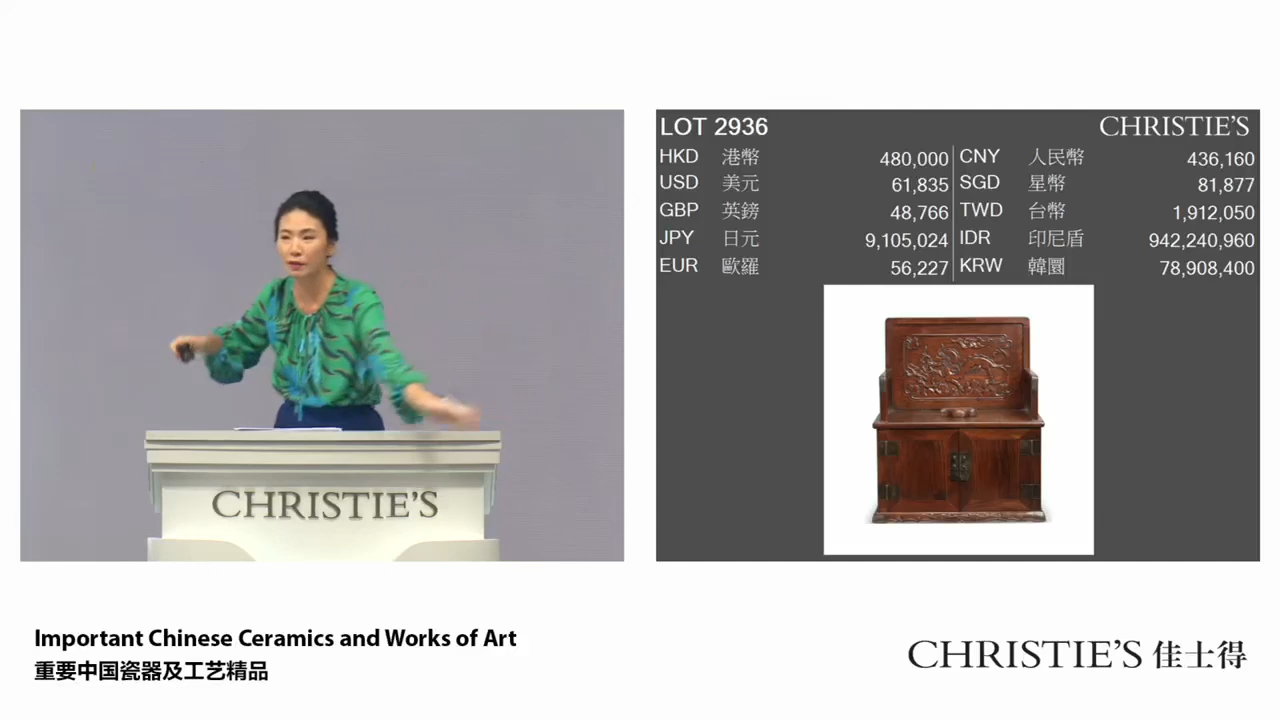 LOT 2936
CHRISTIE'S
HKD 港幣 480,000 CNY 人民幣 436,160
USD 美元 61,835 SGD 星幣 81,877
GBP 英鎊 48,766 TWD 台幣 1,912,050
JPY 日元 9,105,024 IDR 印尼盾 942,240,960
EUR 歐羅 56,227 KRW 韓圜 78,908,400
CHRISTIE'S
Important Chinese Ceramics and Works of Art
重要中国瓷器及工艺精品
CHRISTIE'S 佳士得